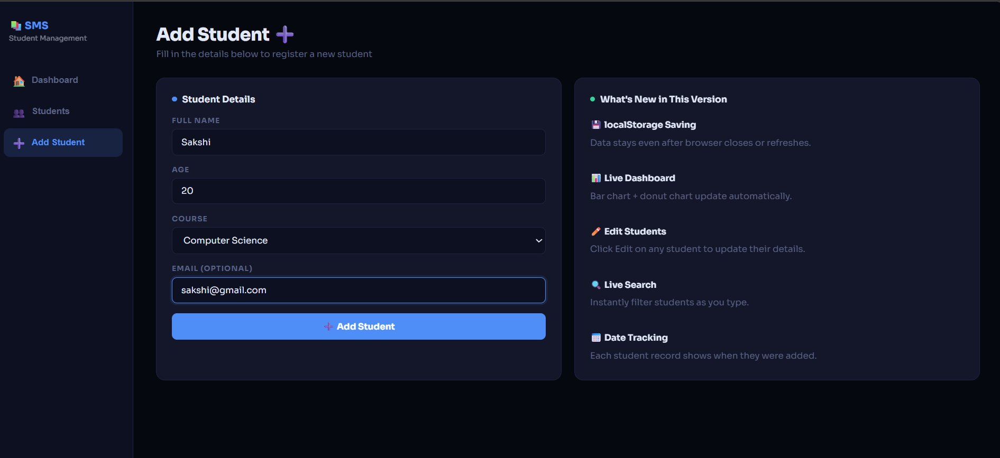 SMS
Student Management
Dashboard
Students
Add Student
Add Student
Fill in the details below to register a new student
Student Details
FULL NAME
Sakshi
AGE
20
COURSE
Computer Science
EMAIL (OPTIONAL)
sakshi@gmail.com
Add Student
What's New in This Version
localStorage Saving
Data stays even after browser closes or refreshes.
Live Dashboard
Bar chart + donut chart update automatically.
Edit Students
Click Edit on any student to update their details.
Live Search
Instantly filter students as you type.
Date Tracking
Each student record shows when they were added.